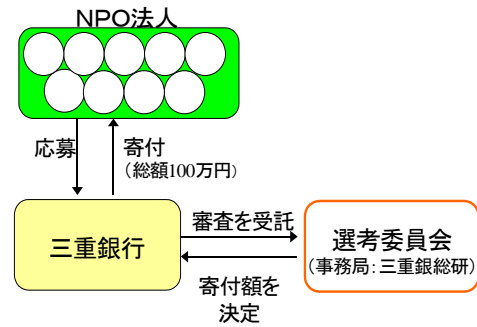 NPO法人
応募
寄付
(総額100万円)
三重銀行
審査を受託
寄付額を
決定
選考委員会
(事務局:三重銀総研)